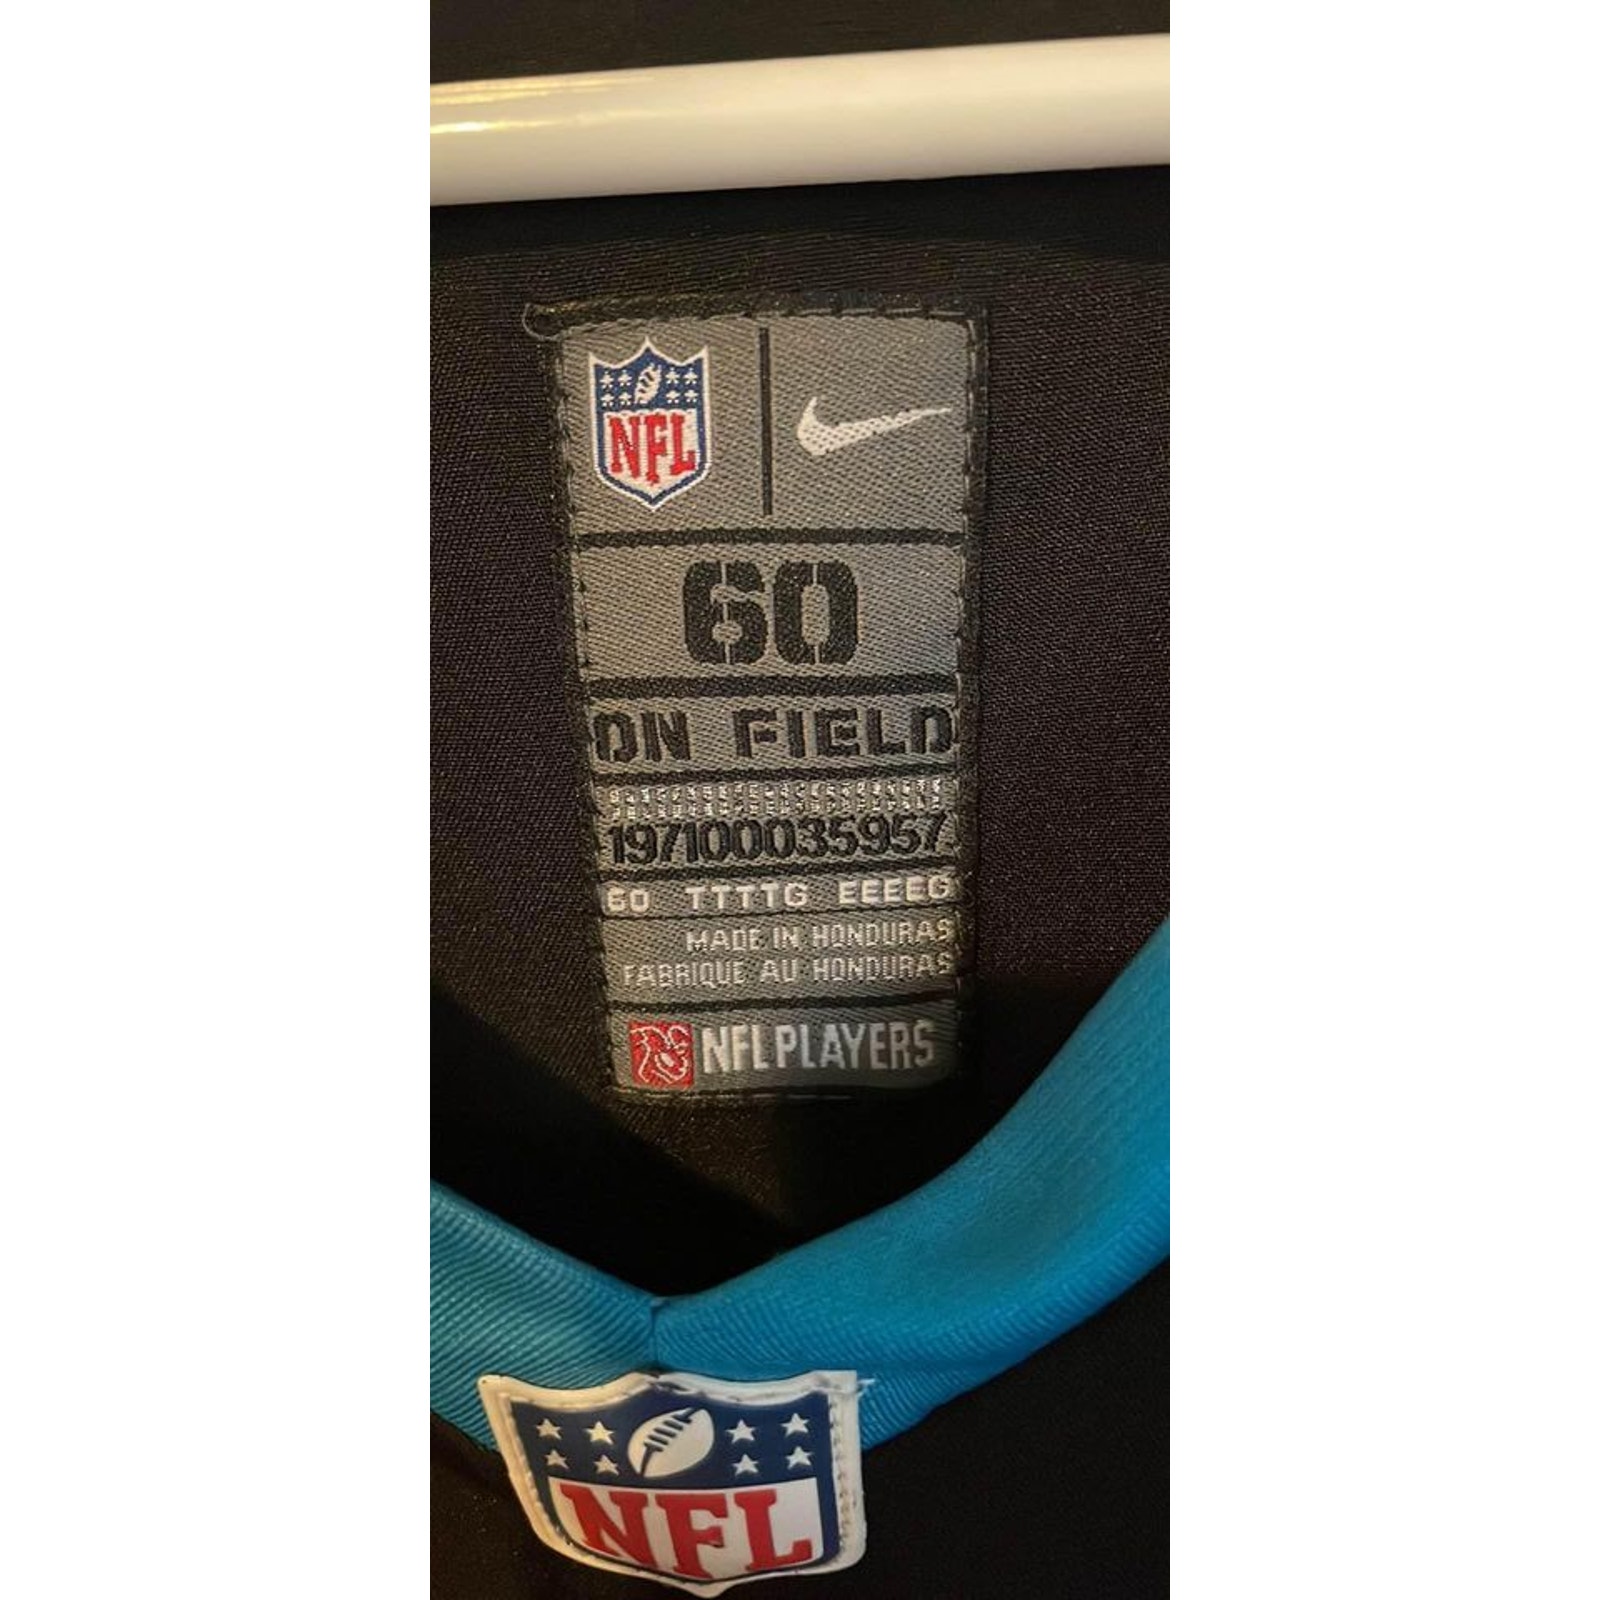 NFL
60
ON FIELD
197100035957
60 TTTTG EEEEG
MADE IN HONDURAS
FABRIQUE AU HONDURAS
NFL PLAYERS
NFL